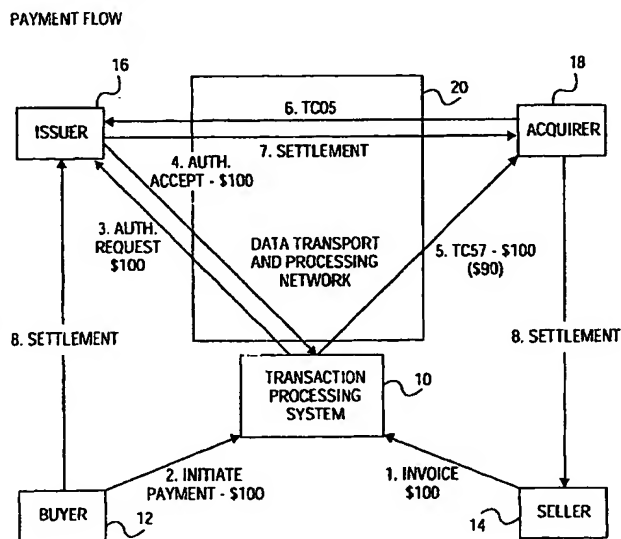 PAYMENT FLOW
16
18
20
ISSUER
6. TC05
ACQUIRER
7. SETTLEMENT
4. AUTH.
ACCEPT - $100
3. AUTH.
REQUEST
$100
DATA TRANSPORT
AND PROCESSING
NETWORK
5. TC57 - $100
($90)
8. SETTLEMENT
8. SETTLEMENT
TRANSACTION
PROCESSING
SYSTEM
10
2. INITIATE
PAYMENT - $100
1. INVOICE
$100
BUYER
12
14
SELLER